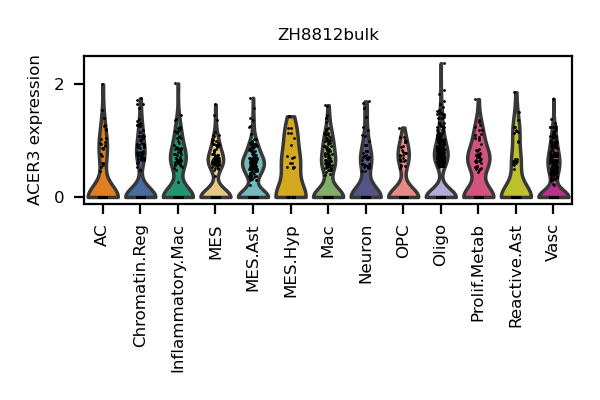 ZH8812bulk
ACER3 expression
2
0
AC
Chromatin.Reg
Inflammatory.Mac
MES
MES.Ast
MES.Hyp
Mac
Neuron
OPC
Oligo
Prolif.Metab
Reactive.Ast
Vasc